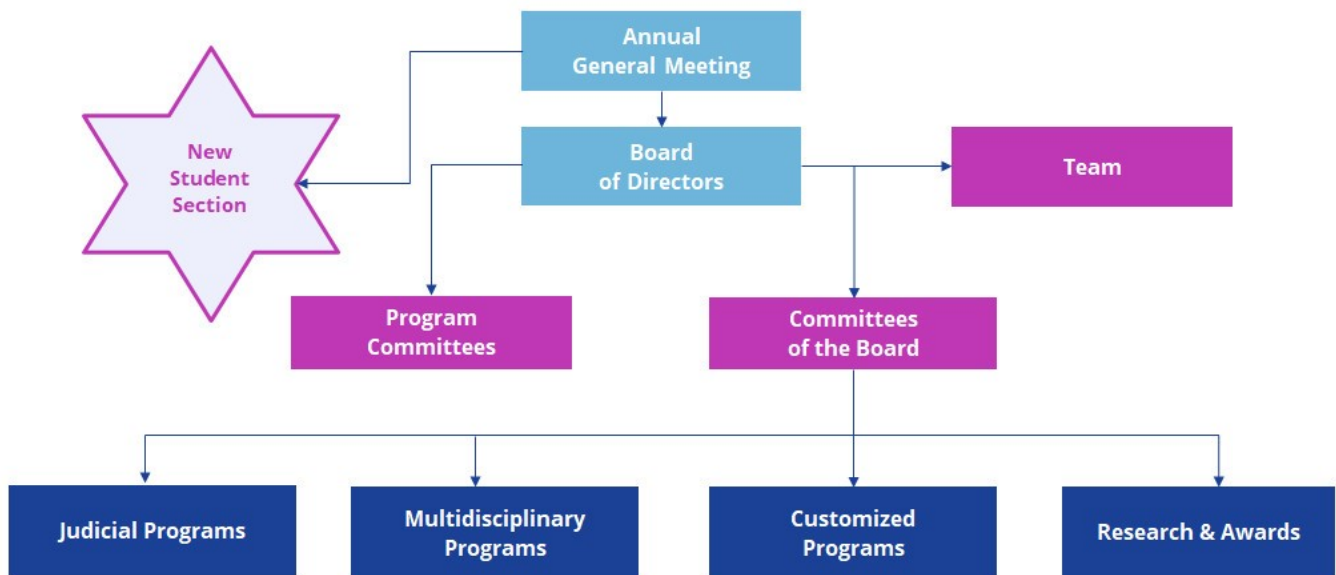 Annual
General Meeting
New
Student
Section
Board
of Directors
Team
Program
Committees
Committees
of the Board
Judicial Programs
Multidisciplinary
Programs
Customized
Programs
Research & Awards